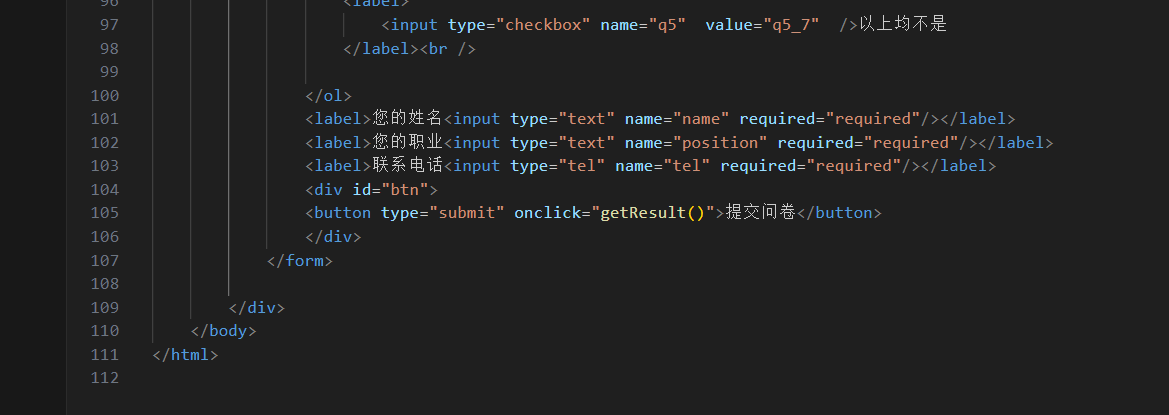 96 <label>
97 <input type="checkbox" name="q5"  value="q5_7"  />以上均不是
98 </label><br />
99
100 </ol>
101 <label>您的姓名<input type="text" name="name" required="required"/></label>
102 <label>您的职业<input type="text" name="position" required="required"/></label>
103 <label>联系电话<input type="tel" name="tel" required="required"/></label>
104 <div id="btn">
105 <button type="submit" onclick="getResult()">提交问卷</button>
106 </div>
107 </form>
108
109 </div>
110 </body>
111 </html>
112